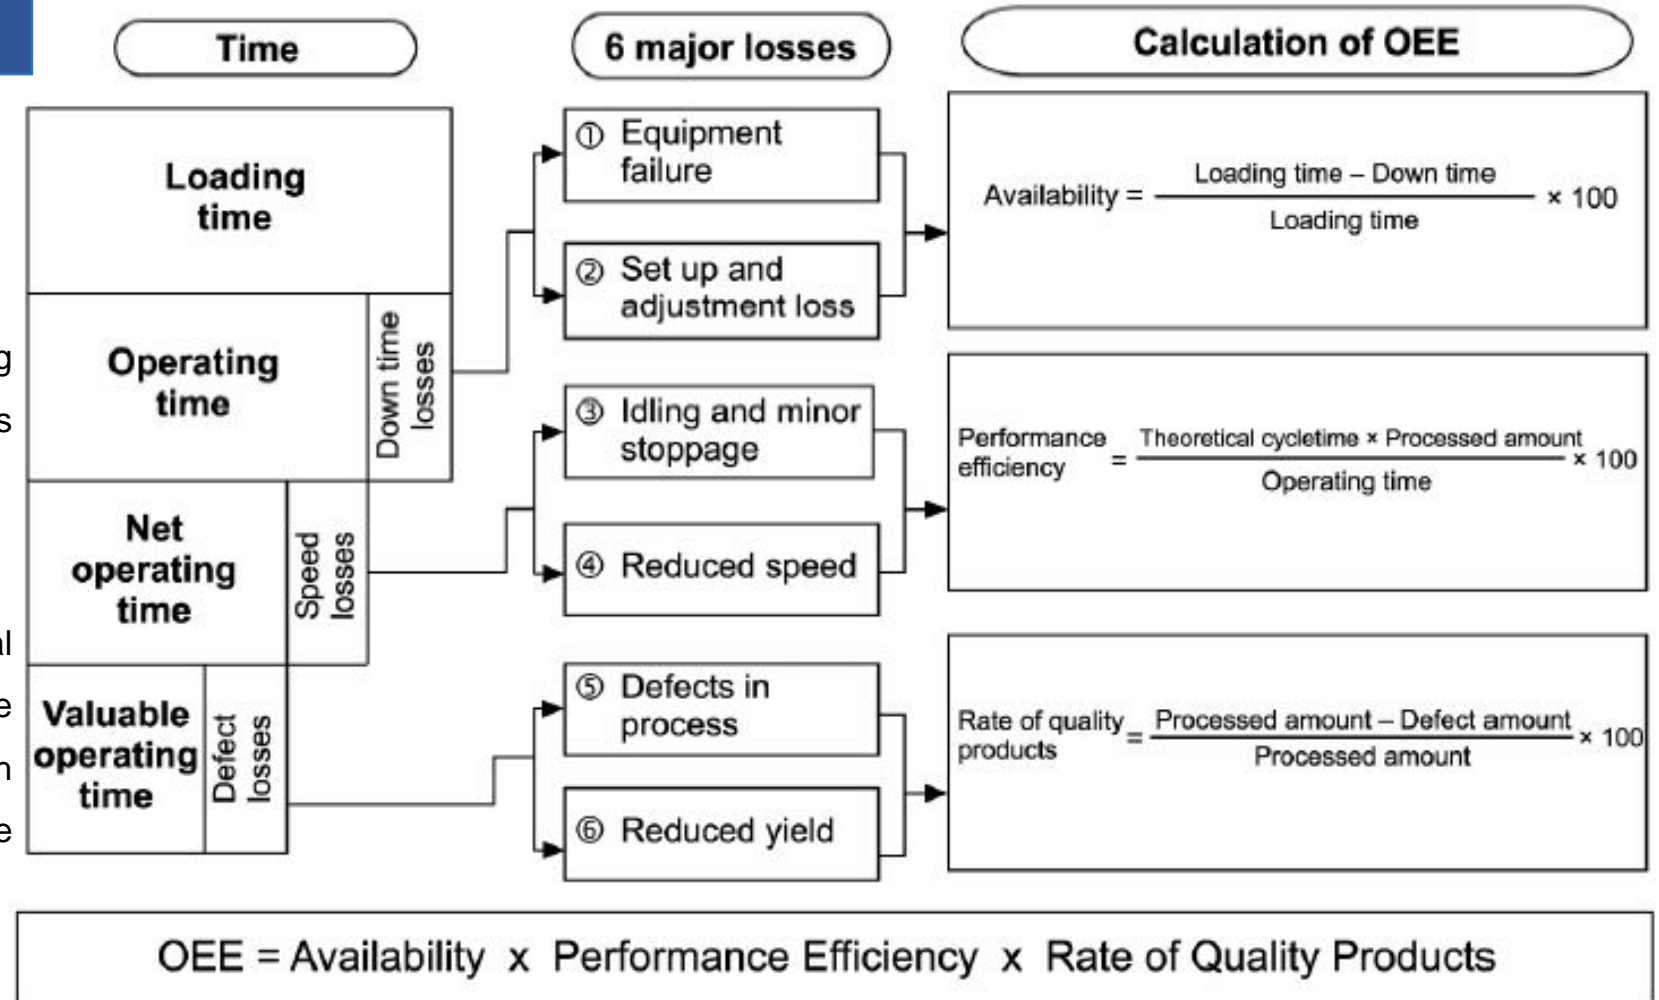 Time
6 major losses
Calculation of OEE
Loading
time
Operating
time
Down time
losses
Net
operating
time
Speed
losses
Valuable
operating
time
Defect
losses
① Equipment
failure
② Set up and
adjustment loss
③ Idling and minor
stoppage
④ Reduced speed
⑤ Defects in
process
⑥ Reduced yield
Availability = Loading time – Down time × 100
Loading time
Performance
efficiency = Theoretical cycletime × Processed amount × 100
Operating time
Rate of quality
products = Processed amount – Defect amount × 100
Processed amount
OEE = Availability x Performance Efficiency x Rate of Quality Products
g
s
al
e
n
e